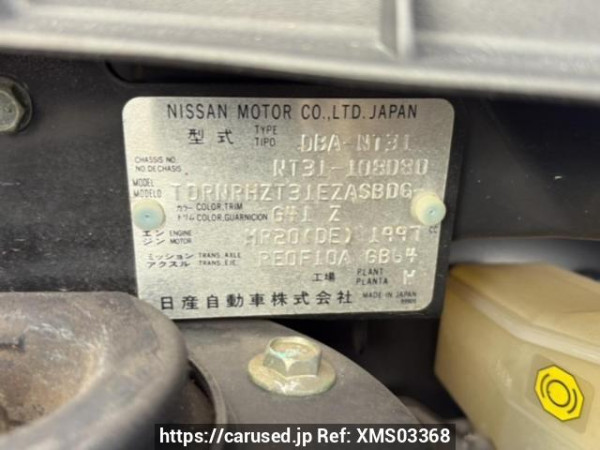 NISSAN MOTOR CO.,LTD. JAPAN
型式 TYPE TIPO DBA-NT31
CHASSIS NO. NO. DECHASIS NT31-108080
MODEL MODELO TDRNRHZT31EZASBDG-
カラー COLOR, TRIM トリム COLOR, GUARNICION G41 Z
エンジン ENGINE MOTOR MR20(DE) 1997 CC
ミッション TRANS. AXLE アクスル TRANS. EJE RE0F10A GB64
工場 PLANT PLANTA M
日産自動車株式会社 MADE IN JAPAN
https://carused.jp Ref: XMS03368